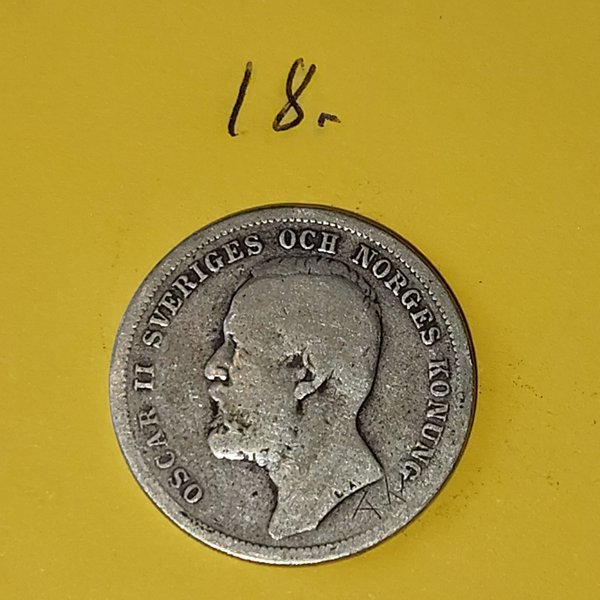 18.-
OSCAR II SVERIGES OCH NORGES KONUNG
L.A.